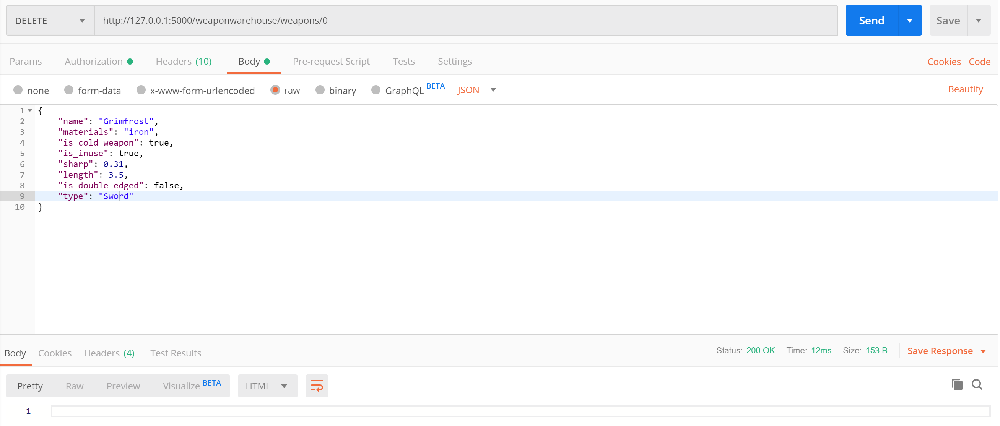 DELETE http://127.0.0.1:5000/weaponwarehouse/weapons/0 Send Save
Params Authorization Headers (10) Body Pre-request Script Tests Settings Cookies Code
none form-data x-www-form-urlencoded raw binary GraphQL BETA JSON Beautify
1 {
2 "name": "Grimfrost",
3 "materials": "iron",
4 "is_cold_weapon": true,
5 "is_inuse": true,
6 "sharp": 0.31,
7 "length": 3.5,
8 "is_double_edged": false,
9 "type": "Sword"
10 }
Body Cookies Headers (4) Test Results Status: 200 OK Time: 12ms Size: 153 B Save Response
Pretty Raw Preview Visualize BETA HTML
1